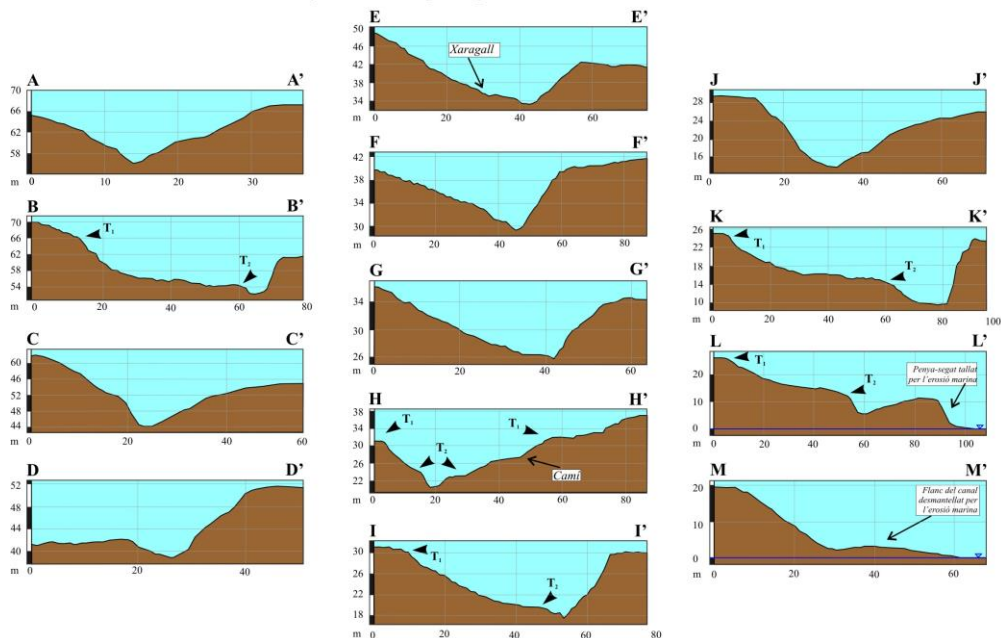 A A'
70
66
62
58
m 0 10 20 30
B B'
70
66
62
58
54
T₁
T₂
m 0 20 40 60 80
C C'
60
56
52
48
44
m 0 20 40 60
D D'
52
48
44
40
m 0 20 40
E E'
50
46
42
38
34
Xaragall
m 0 20 40 60
F F'
42
38
34
30
m 0 20 40 60 80
G G'
34
30
26
m 0 20 40 60
H H'
38
34
30
26
22
T₁
T₂
T₁
Camí
m 0 20 40 60 80
I I'
30
26
22
18
T₁
T₂
m 0 20 40 60 80
J J'
28
24
20
16
m 0 20 40 60
K K'
26
22
18
14
10
T₁
T₂
m 0 20 40 60 80 100
L L'
20
10
0
T₁
T₂
Penya-segat tallat
per l'erosió marina
m 0 20 40 60 80 100
M M'
20
10
0
Flanc del canal
desmantellat per
l'erosió marina
m 0 20 40 60